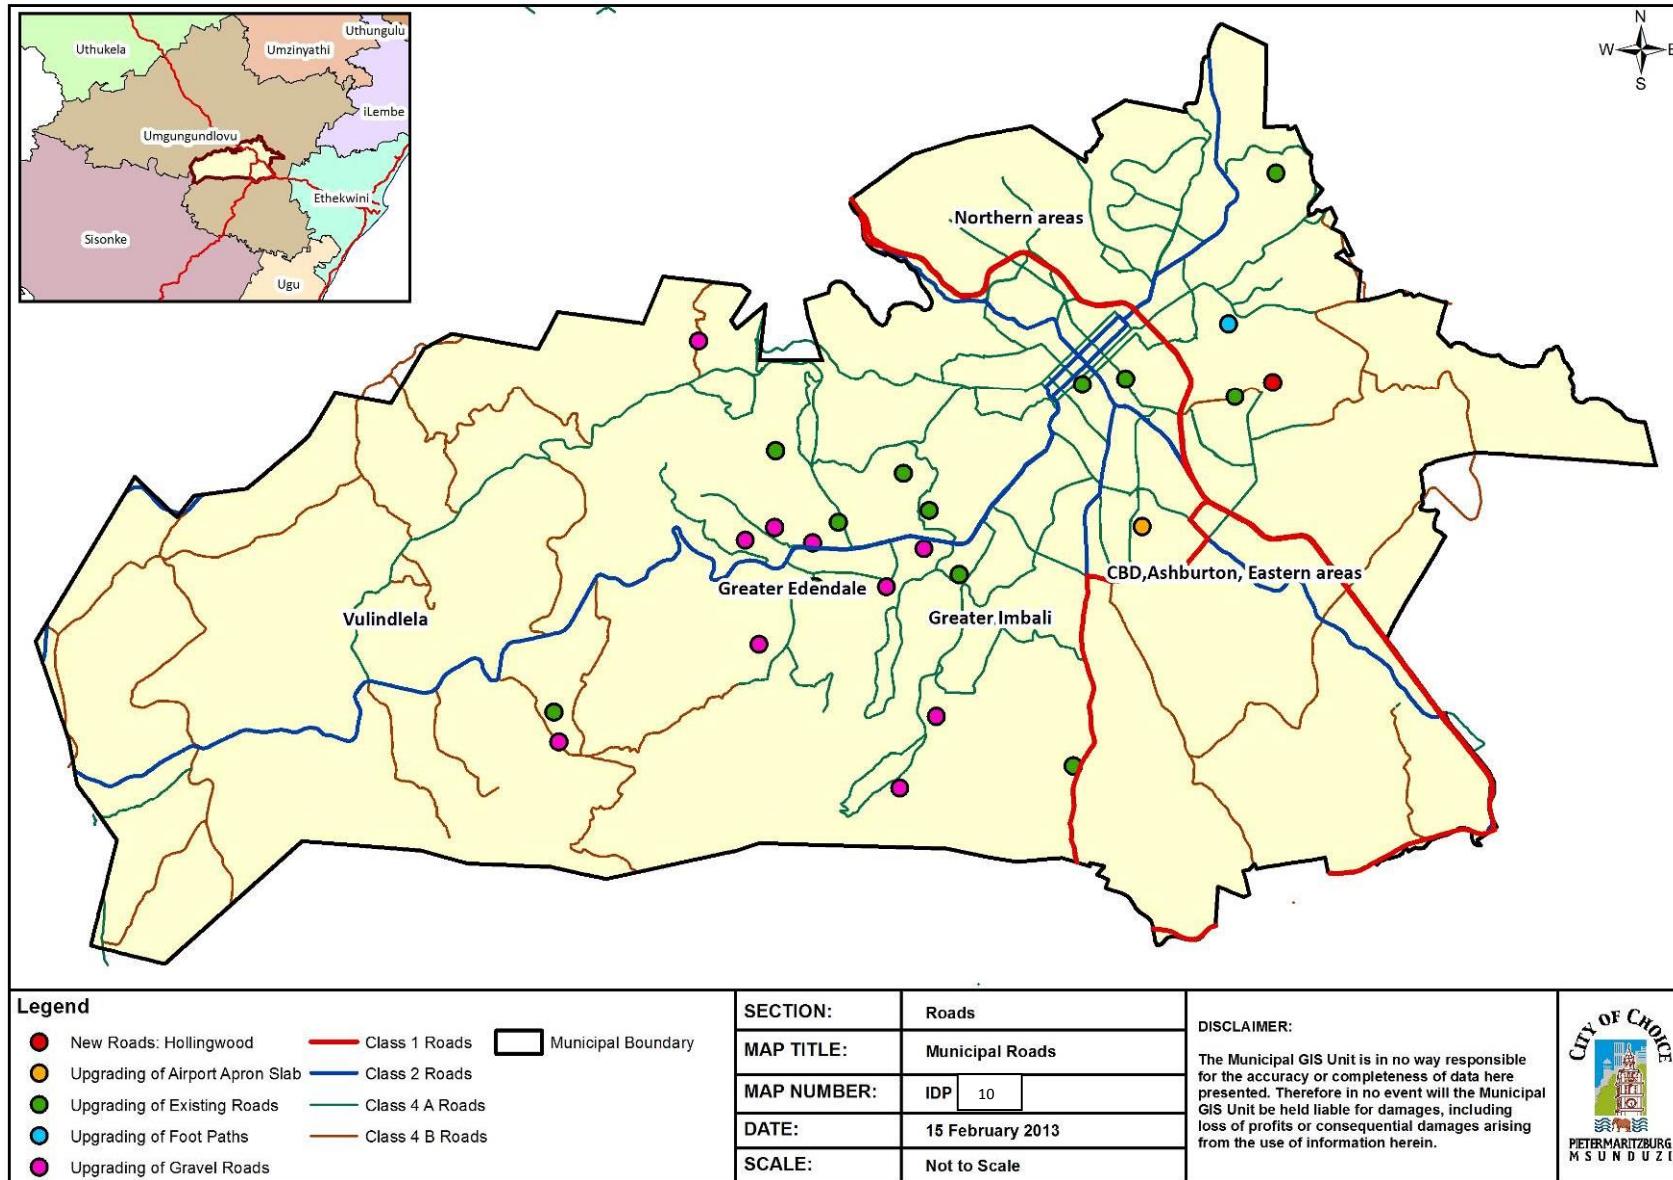 Uthungulu
Uthukela
Umzinyathi
iLembe
Umgungundlovu
Ethekwini
Sisonke
Ugu
N
W
E
S
Northern areas
CBD,Ashburton, Eastern areas
Greater Edendale
Vulindlela
Greater Imbali
Legend
New Roads: Hollingwood
Upgrading of Airport Apron Slab
Upgrading of Existing Roads
Upgrading of Foot Paths
Upgrading of Gravel Roads
Class 1 Roads
Class 2 Roads
Class 4 A Roads
Class 4 B Roads
Municipal Boundary
SECTION: Roads
MAP TITLE: Municipal Roads
MAP NUMBER: IDP 10
DATE: 15 February 2013
SCALE: Not to Scale
DISCLAIMER:
The Municipal GIS Unit is in no way responsible
for the accuracy or completeness of data here
presented. Therefore in no event will the Municipal
GIS Unit be held liable for damages, including
loss of profits or consequential damages arising
from the use of information herein.
CITY OF CHOICE
PIETERMARITZBURG
MSUNDUZI